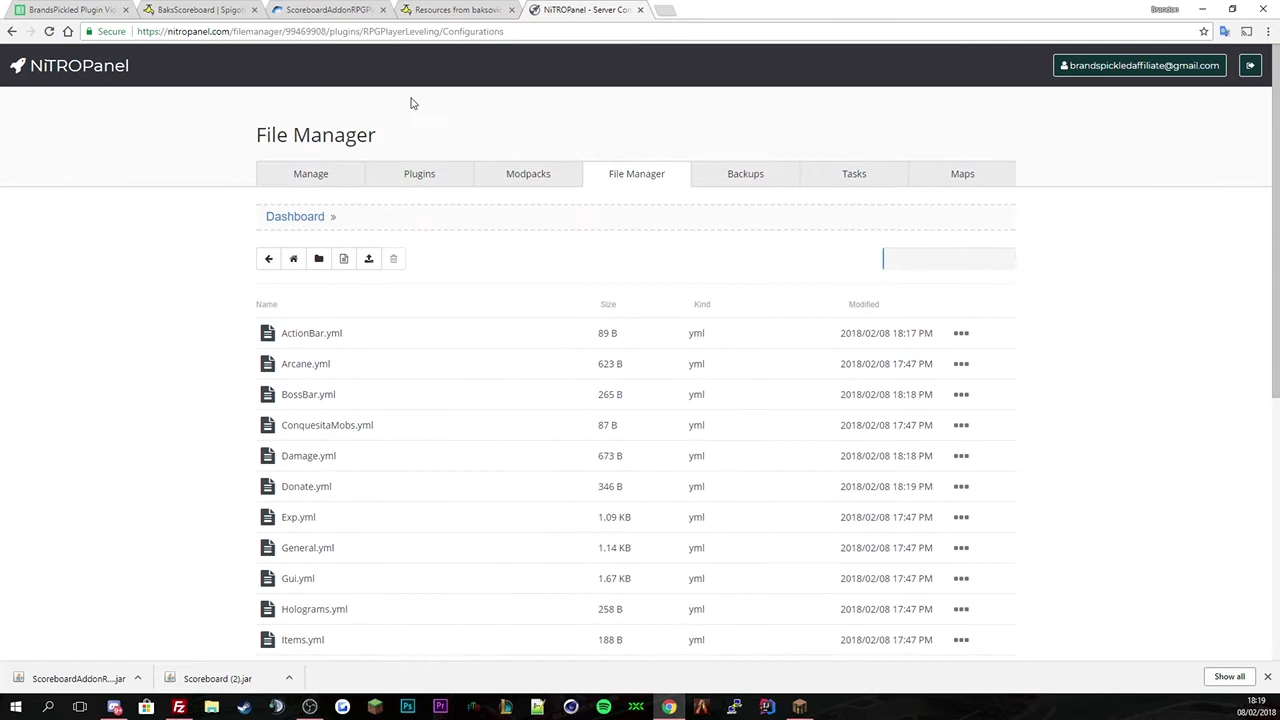 BrandsPickled Plugin Vid
BaksScoreboard | Spigot
ScoreboardAddonRPGPl
Resources from baksovic
NiTROPanel - Server Con
Brandon
Secure
https://nitropanel.com/filemanager/99469908/plugins/RPGPlayerLeveling/Configurations
NiTROPanel
brandspickledaffiliate@gmail.com
File Manager
Manage Plugins Modpacks File Manager Backups Tasks Maps
Dashboard »
Name Size Kind Modified
ActionBar.yml 89 B yml 2018/02/08 18:17 PM
Arcane.yml 623 B yml 2018/02/08 17:47 PM
BossBar.yml 265 B yml 2018/02/08 18:18 PM
ConquesitaMobs.yml 87 B yml 2018/02/08 17:47 PM
Damage.yml 673 B yml 2018/02/08 18:18 PM
Donate.yml 346 B yml 2018/02/08 18:19 PM
Exp.yml 1.09 KB yml 2018/02/08 17:47 PM
General.yml 1.14 KB yml 2018/02/08 17:47 PM
Gui.yml 1.67 KB yml 2018/02/08 17:47 PM
Holograms.yml 258 B yml 2018/02/08 17:47 PM
Items.yml 188 B yml 2018/02/08 17:47 PM
ScoreboardAddonR....jar
Scoreboard (2).jar
Show all
Ps
Pr
18:19
08/02/2018